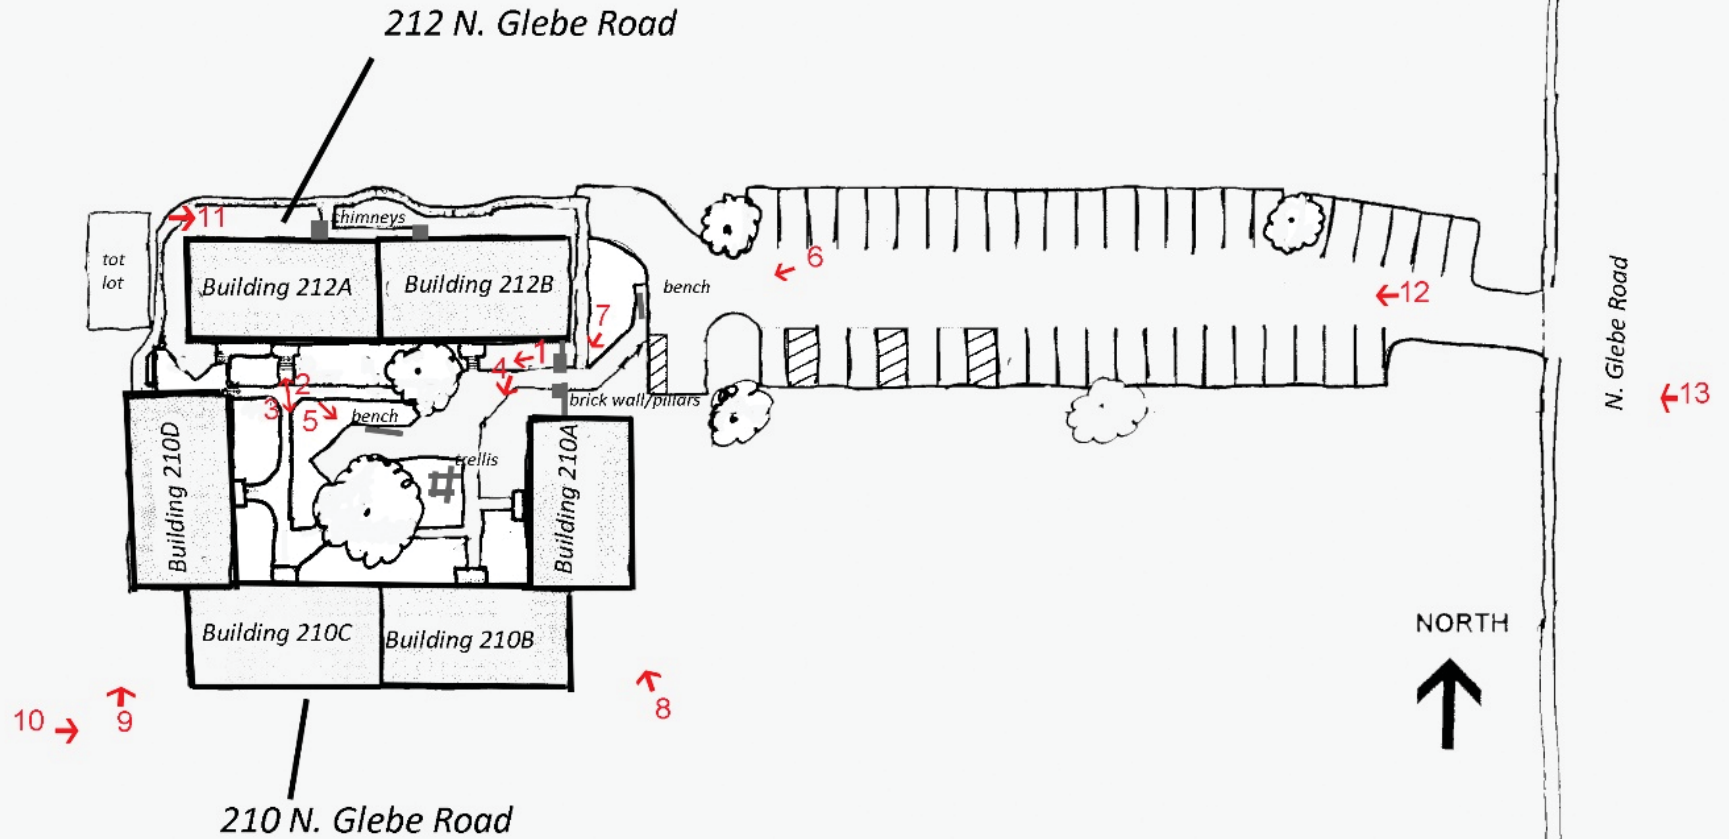 212 N. Glebe Road
11
chimneys
tot
lot
Building 212A
Building 212B
bench
6
12
N. Glebe Road
7
1
4
2
3
5
bench
brick wall/pillars
13
trellis
Building 210D
Building 210A
Building 210C
Building 210B
NORTH
10
9
8
210 N. Glebe Road